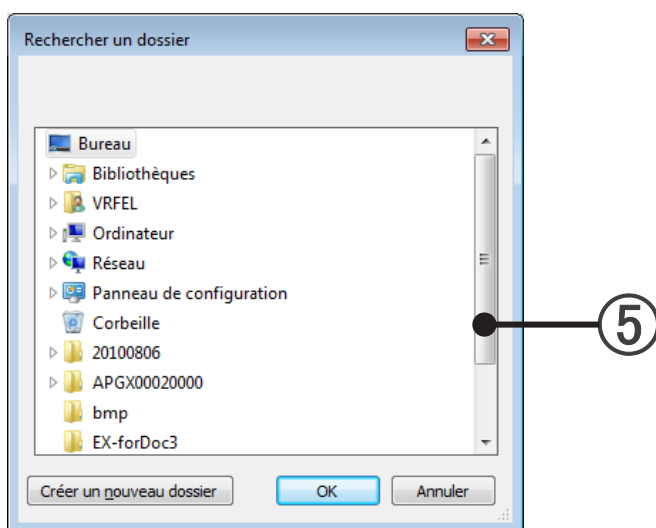 Rechercher un dossier
Bureau
Bibliothèques
VRFEL
Ordinateur
Réseau
Panneau de configuration
Corbeille
20100806
APGX00020000
bmp
EX-forDoc3
Créer un nouveau dossier OK Annuler
⑤